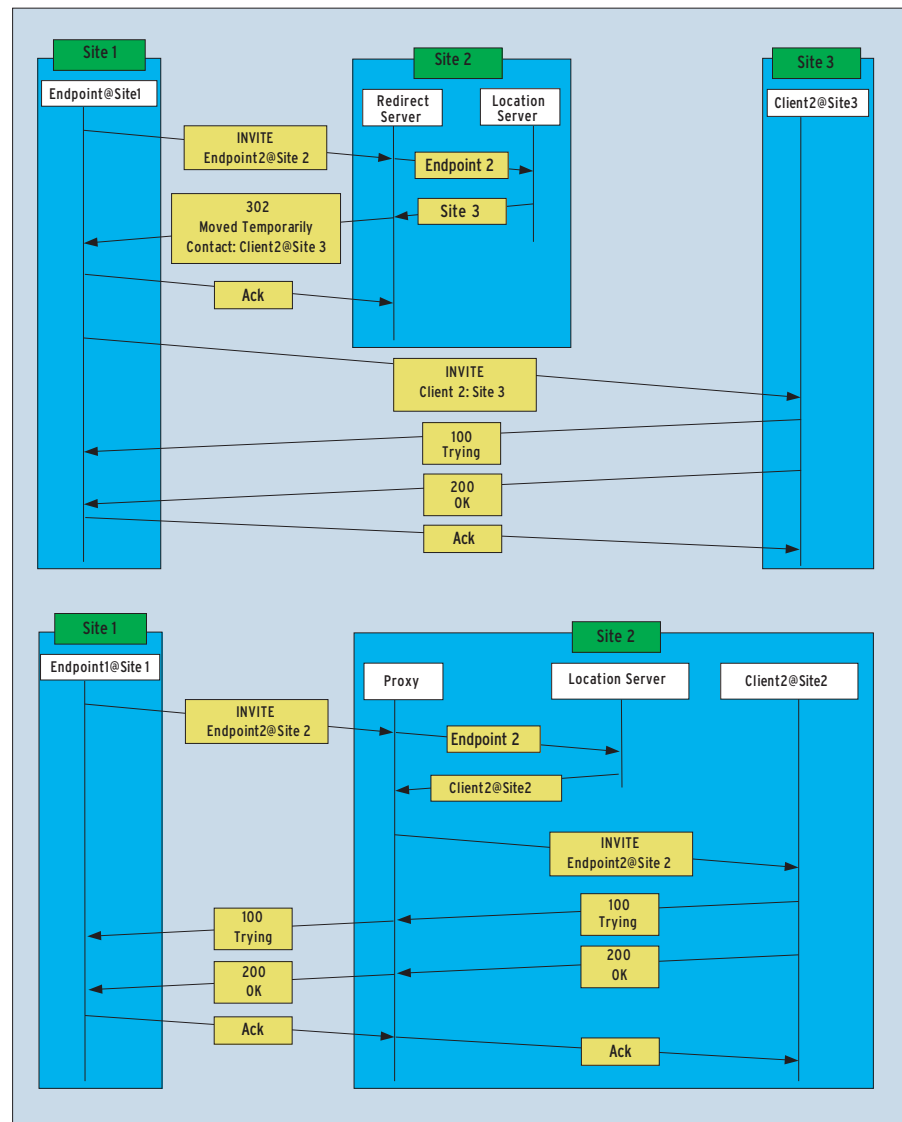 Site 1
Site 2
Site 3
Endpoint@Site1
Redirect
Server
Location
Server
Client2@Site3
INVITE
Endpoint2@Site 2
Endpoint 2
Site 3
302
Moved Temporarily
Contact: Client2@Site 3
Ack
INVITE
Client 2: Site 3
100
Trying
200
OK
Ack
Site 1
Site 2
Endpoint1@Site 1
Proxy
Location Server
Client2@Site2
INVITE
Endpoint2@Site 2
Endpoint 2
Client2@Site2
INVITE
Endpoint2@Site 2
100
Trying
100
Trying
200
OK
200
OK
Ack
Ack